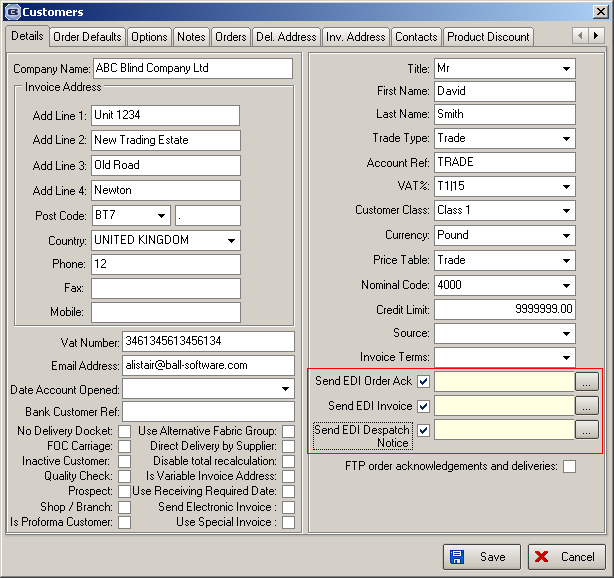 Customers
Details Order Defaults Options Notes Orders Del. Address Inv. Address Contacts Product Discount
Company Name: ABC Blind Company Ltd
Invoice Address
Add Line 1: Unit 1234
Add Line 2: New Trading Estate
Add Line 3: Old Road
Add Line 4: Newton
Post Code: BT7 .
Country: UNITED KINGDOM
Phone: 12
Fax:
Mobile:
Vat Number: 3461345613456134
Email Address: alistair@ball-software.com
Date Account Opened:
Bank Customer Ref:
No Delivery Docket: Use Alternative Fabric Group:
FOC Carriage: Direct Delivery by Supplier:
Inactive Customer: Disable total recalculation:
Quality Check: Is Variable Invoice Address:
Prospect: Use Receiving Required Date:
Shop / Branch: Send Electronic Invoice :
Is Proforma Customer: Use Special Invoice :
Title: Mr
First Name: David
Last Name: Smith
Trade Type: Trade
Account Ref: TRADE
VAT%: T1|15
Customer Class: Class 1
Currency: Pound
Price Table: Trade
Nominal Code: 4000
Credit Limit: 9999999.00
Source:
Invoice Terms:
Send EDI Order Ack ...
Send EDI Invoice ...
Send EDI Despatch ...
Notice
FTP order acknowledgements and deliveries:
Save Cancel